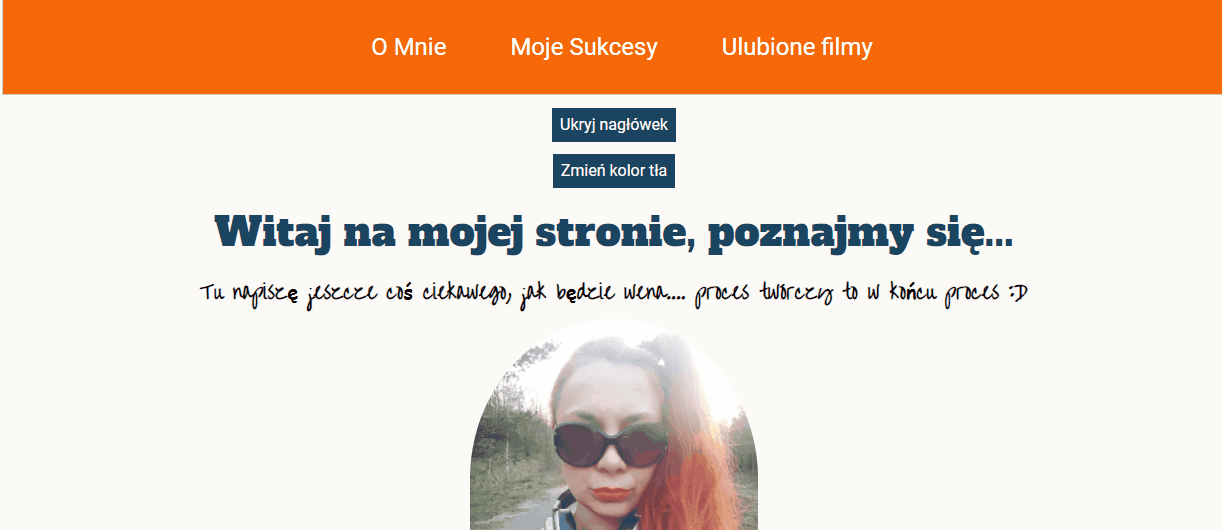 O Mnie Moje Sukcesy Ulubione filmy
Ukryj nagłówek
Zmień kolor tła
Witaj na mojej stronie, poznajmy się...
Tu napiszę jeszcze coś ciekawego, jak będzie wena.... proces twórczy to w końcu proces :D